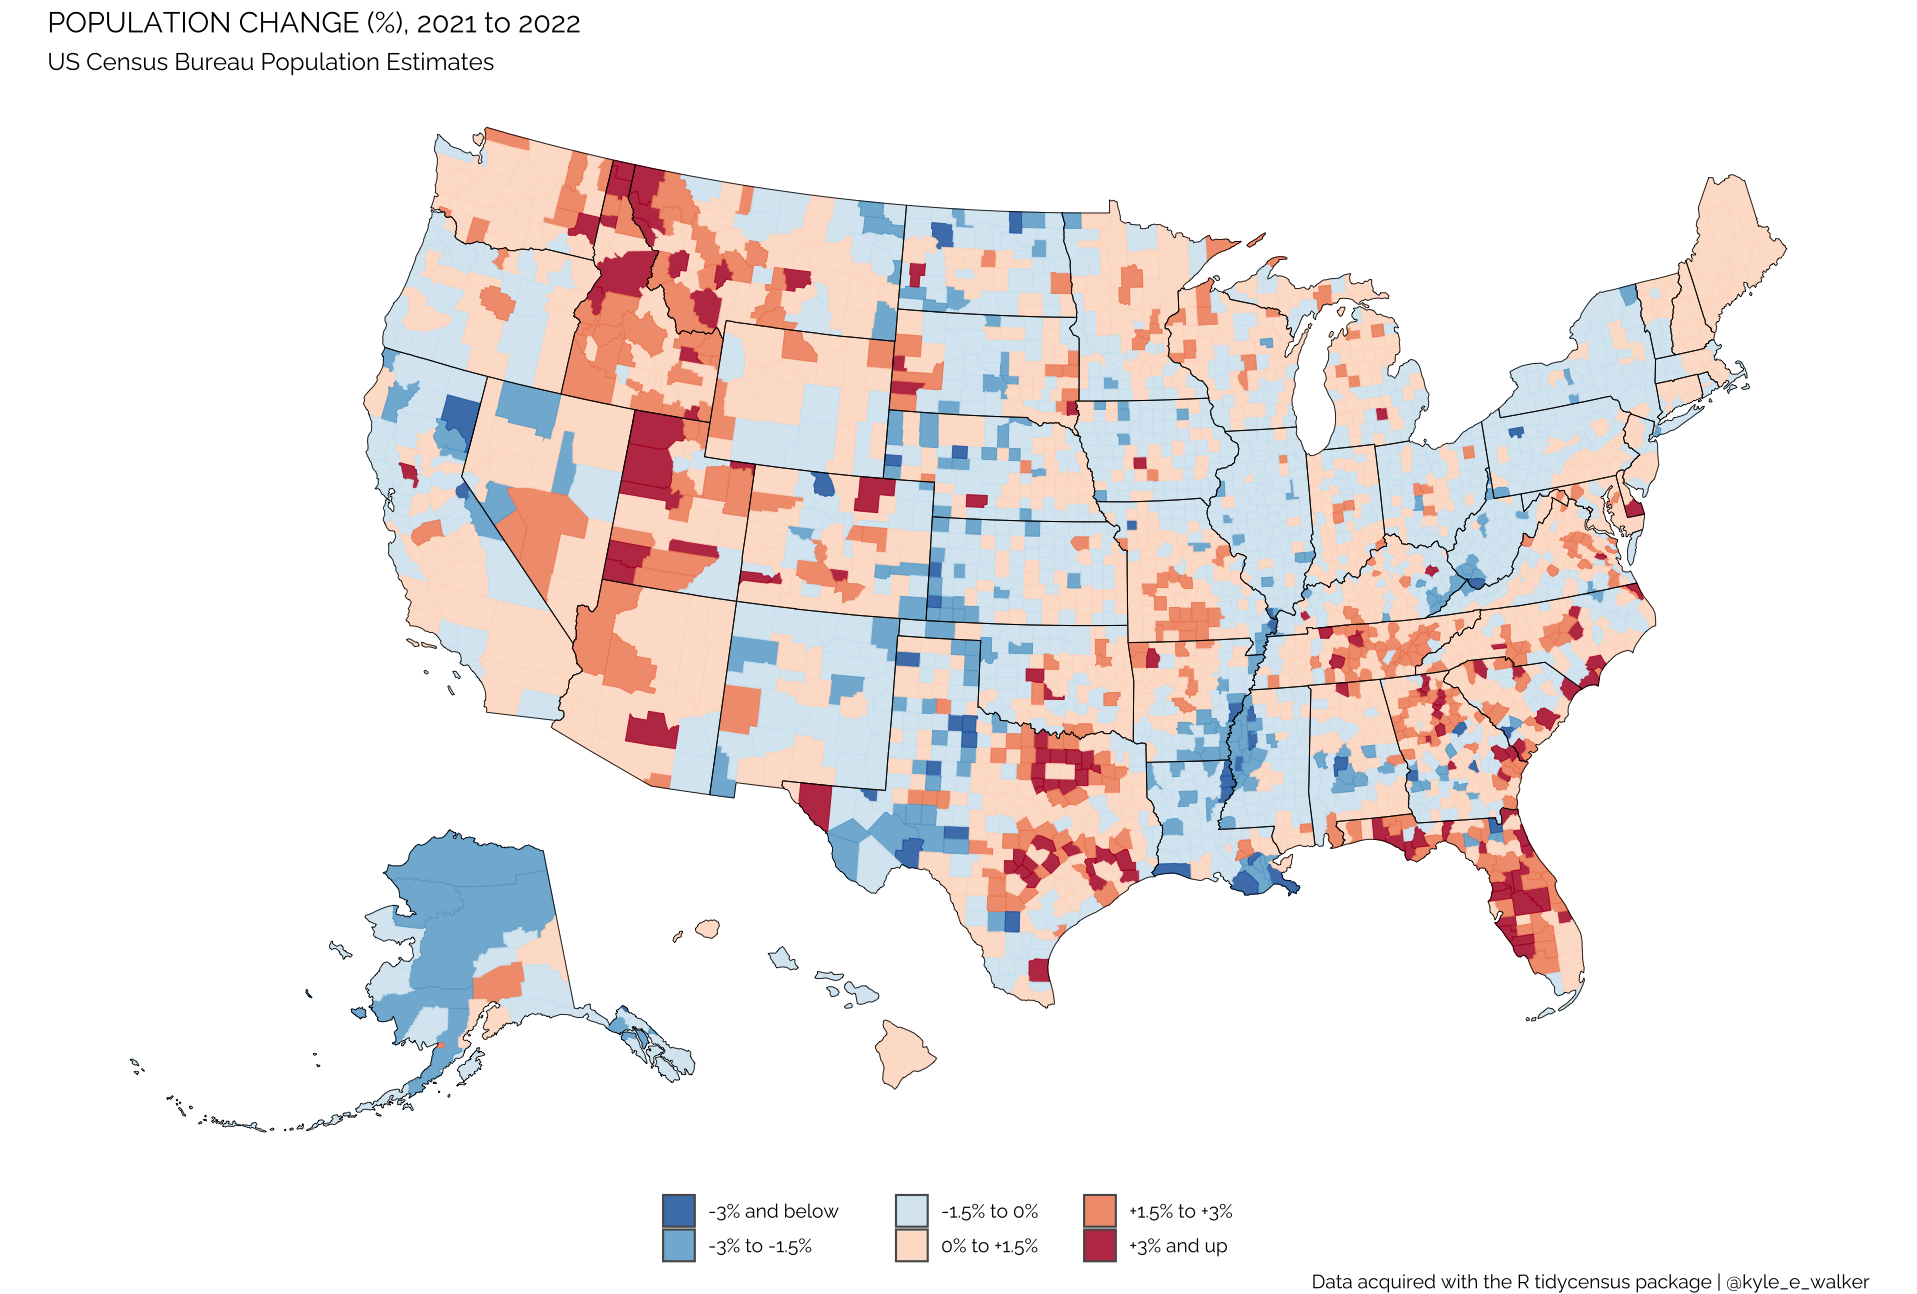 POPULATION CHANGE (%), 2021 to 2022
US Census Bureau Population Estimates
-3% and below
-3% to -1.5%
-1.5% to 0%
0% to +1.5%
+1.5% to +3%
+3% and up
Data acquired with the R tidycensus package | @kyle_e_walker